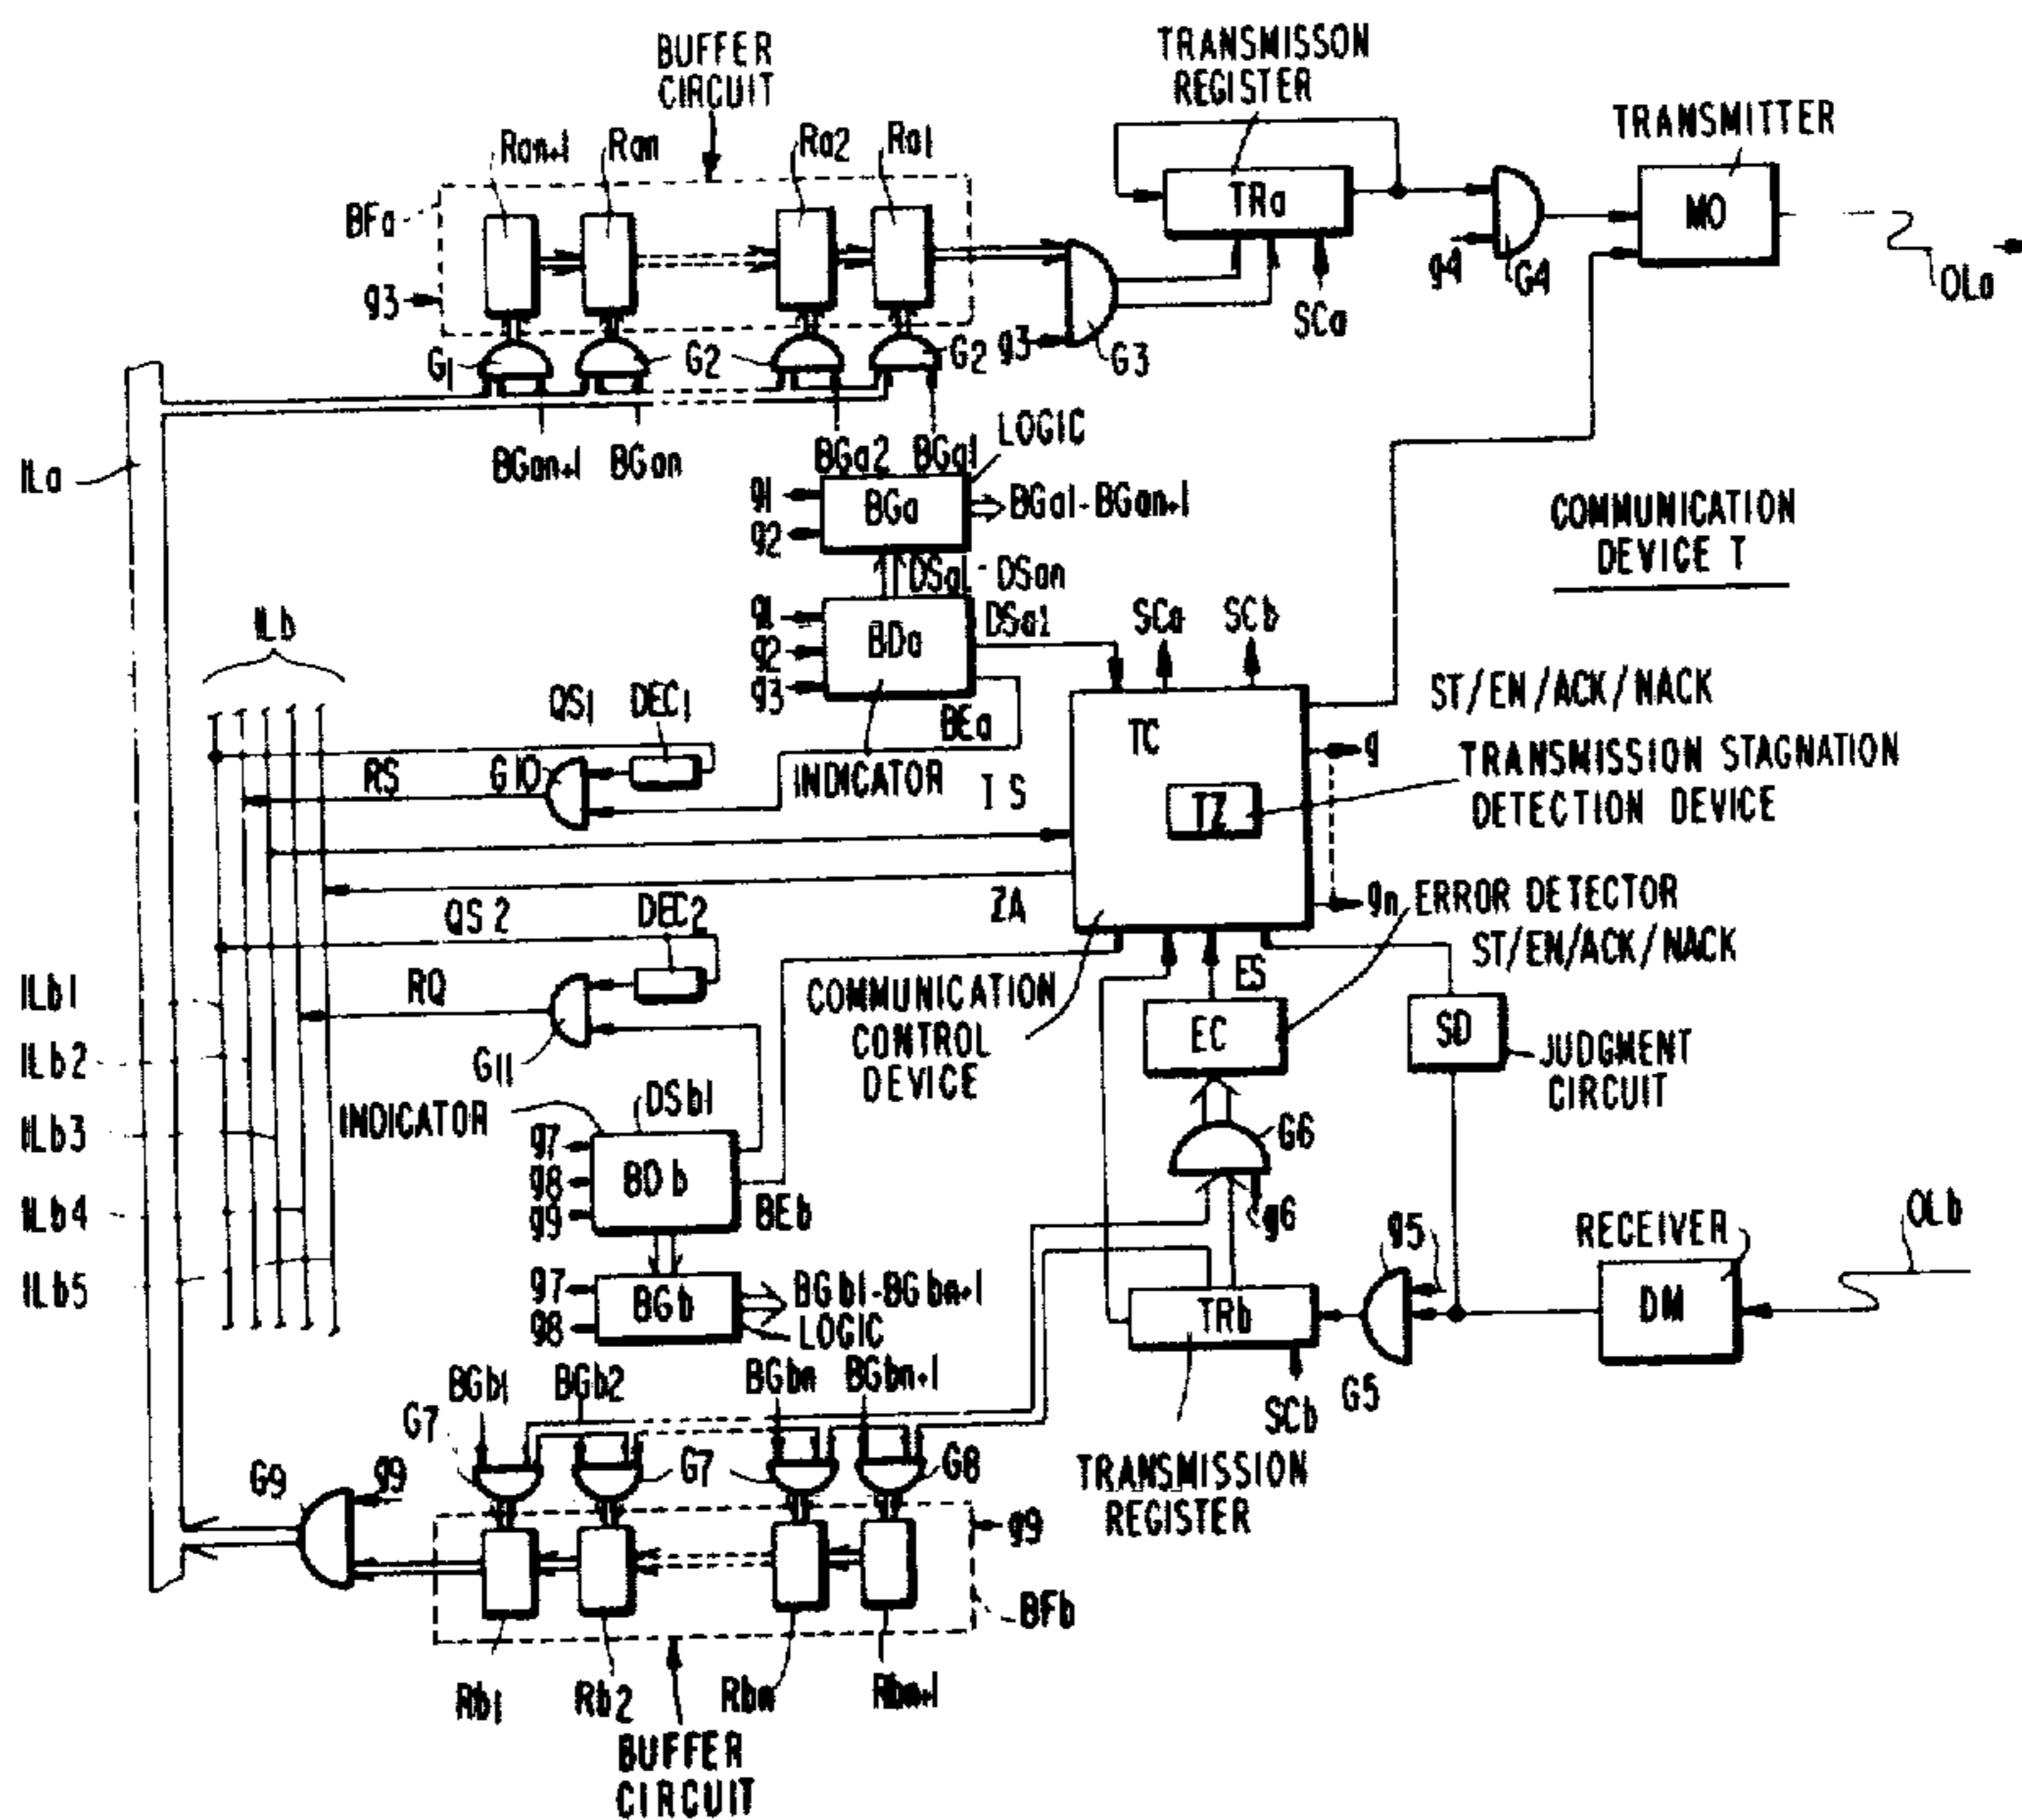 BUFFER
CIRCUIT
TRANSMISSON
REGISTER
TRANSMITTER
Ran+1
Ran
Ra2
Ra1
BFa
TRa
MO
g3
g4
G4
OLa
SCa
G1
G2
G2
g3
G3
ILa
BGan+1
BGan
BGa2
BGa1
LOGIC
g1
g2
BGa
BGa1-BGan+1
COMMUNICATION
DEVICE T
DSa1-DSan
g1
g2
g3
BDa
DSa1
SCa
SCb
ILb
BEa
ST/EN/ACK/NACK
QS1
DEC1
TC
g
RS
G10
INDICATOR
TS
TZ
TRANSMISSION STAGNATION
DETECTION DEVICE
QS2
DEC2
ZA
gn
ERROR DETECTOR
ST/EN/ACK/NACK
ILb1
RQ
COMMUNICATION
CONTROL
DEVICE
ES
EC
SD
JUDGMENT
CIRCUIT
ILb2
G11
ILb3
INDICATOR
DSb1
g7
g8
g9
BDb
G6
ILb4
BEb
g6
g5
RECEIVER
OLb
ILb5
g7
g8
BGb
BGb1-BGbn+1
LOGIC
TRb
DM
BGb1
BGb2
BGbn
BGbn+1
SCb
G5
G7
G7
G8
TRANSMISSION
REGISTER
G9
g9
g9
BFb
Rb1
Rb2
Rbn
Rbn+1
BUFFER
CIRCUIT